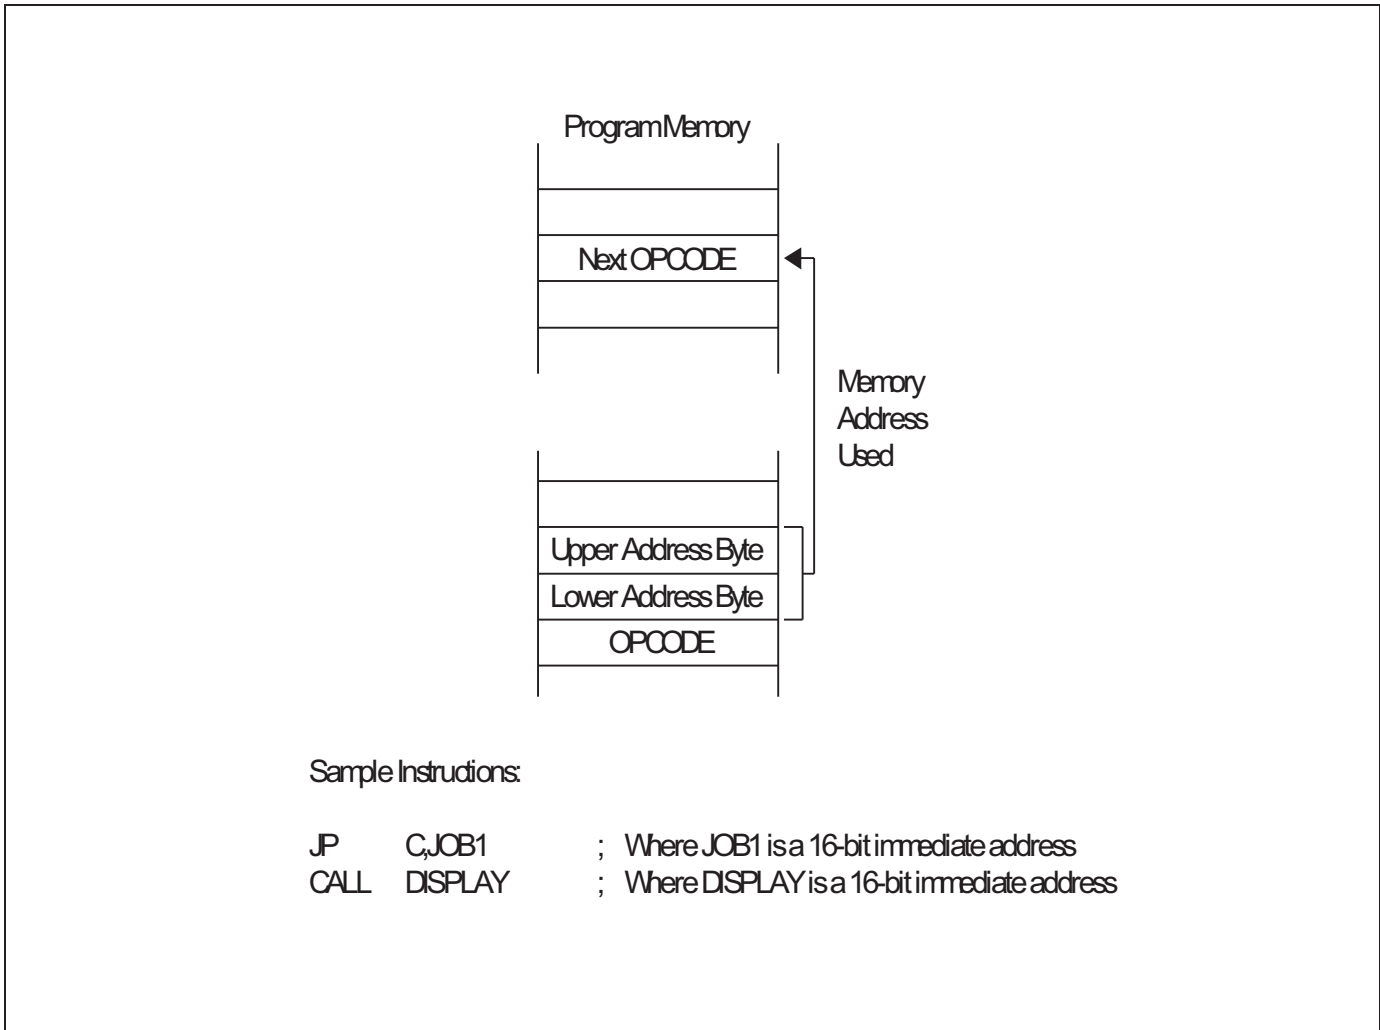 Program Memory
Next OPCODE
Memory
Address
Used
Upper Address Byte
Lower Address Byte
OPCODE
Sample Instructions:
JP C,JOB1 ; Where JOB1 is a 16-bit immediate address
CALL DISPLAY ; Where DISPLAY is a 16-bit immediate address